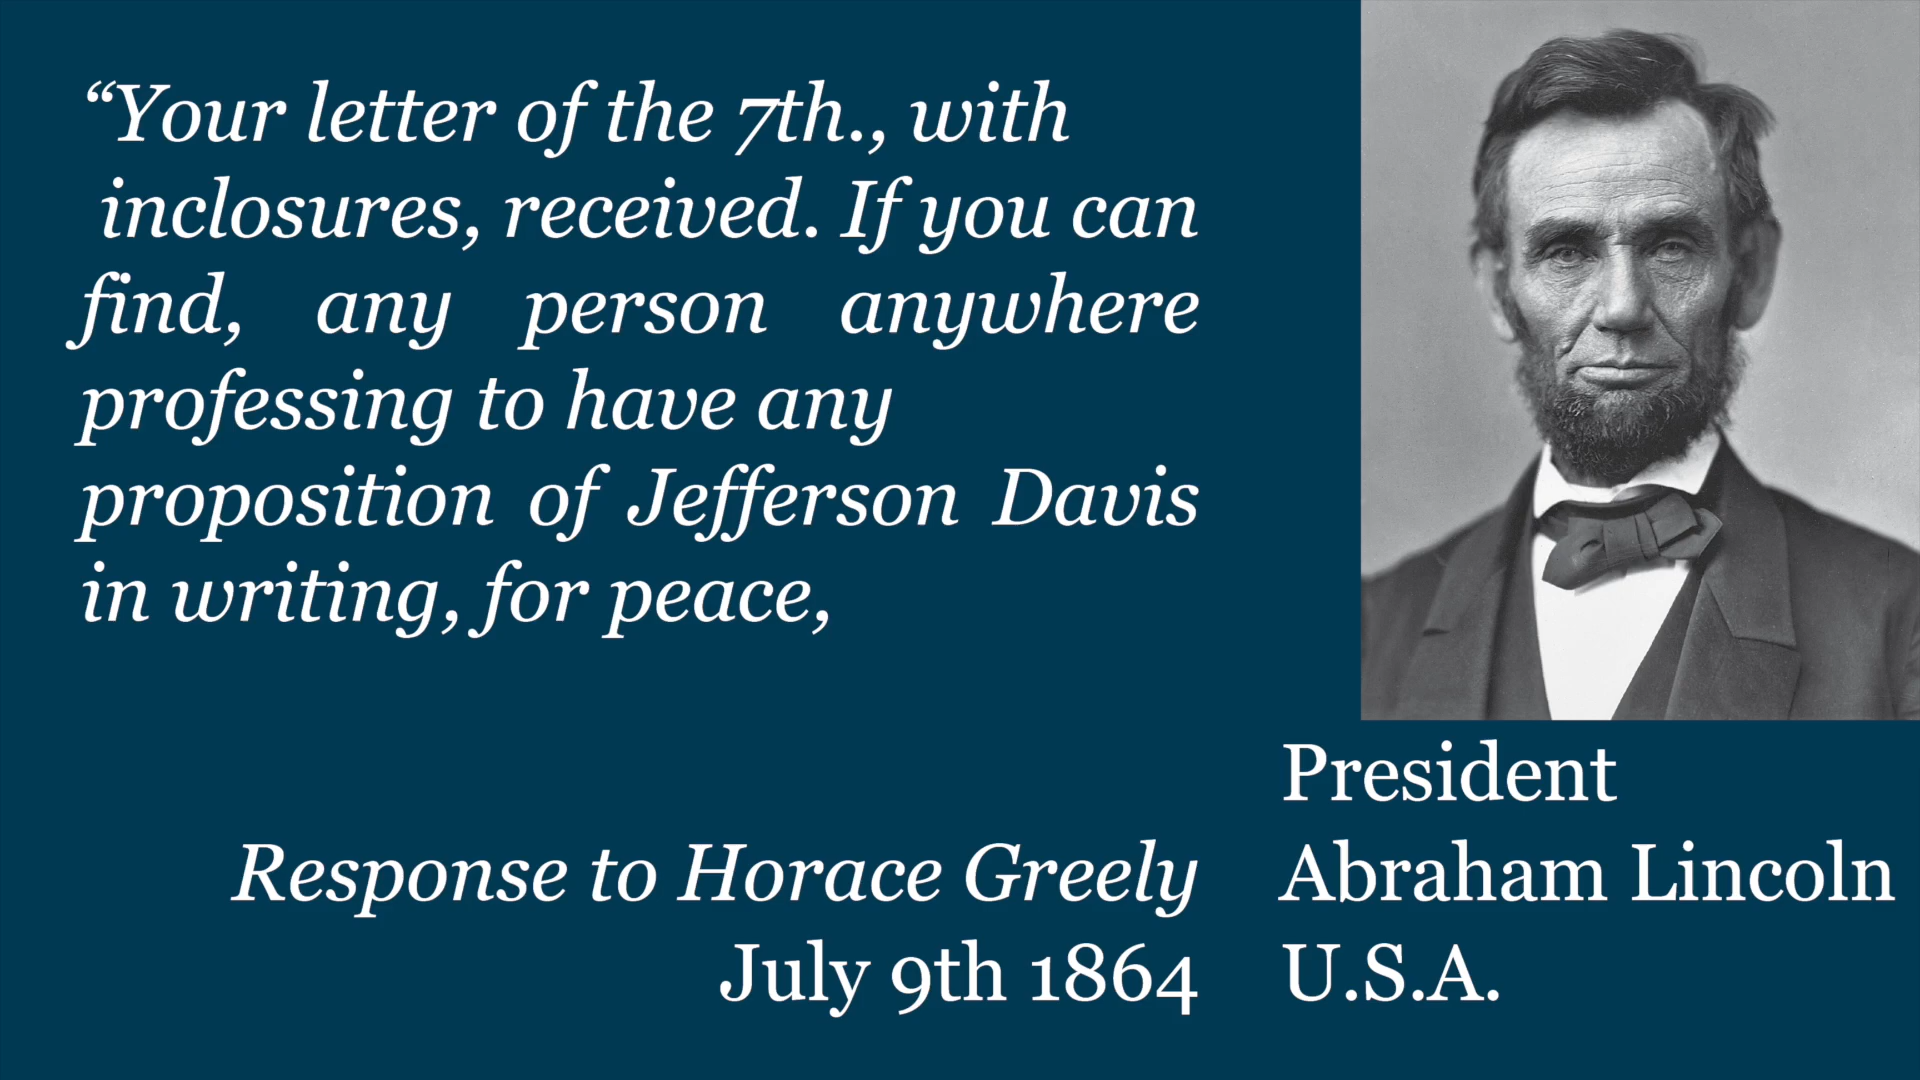 “Your letter of the 7th., with
inclosures, received. If you can
find, any person anywhere
professing to have any
proposition of Jefferson Davis
in writing, for peace,
Response to Horace Greely
July 9th 1864
President
Abraham Lincoln
U.S.A.